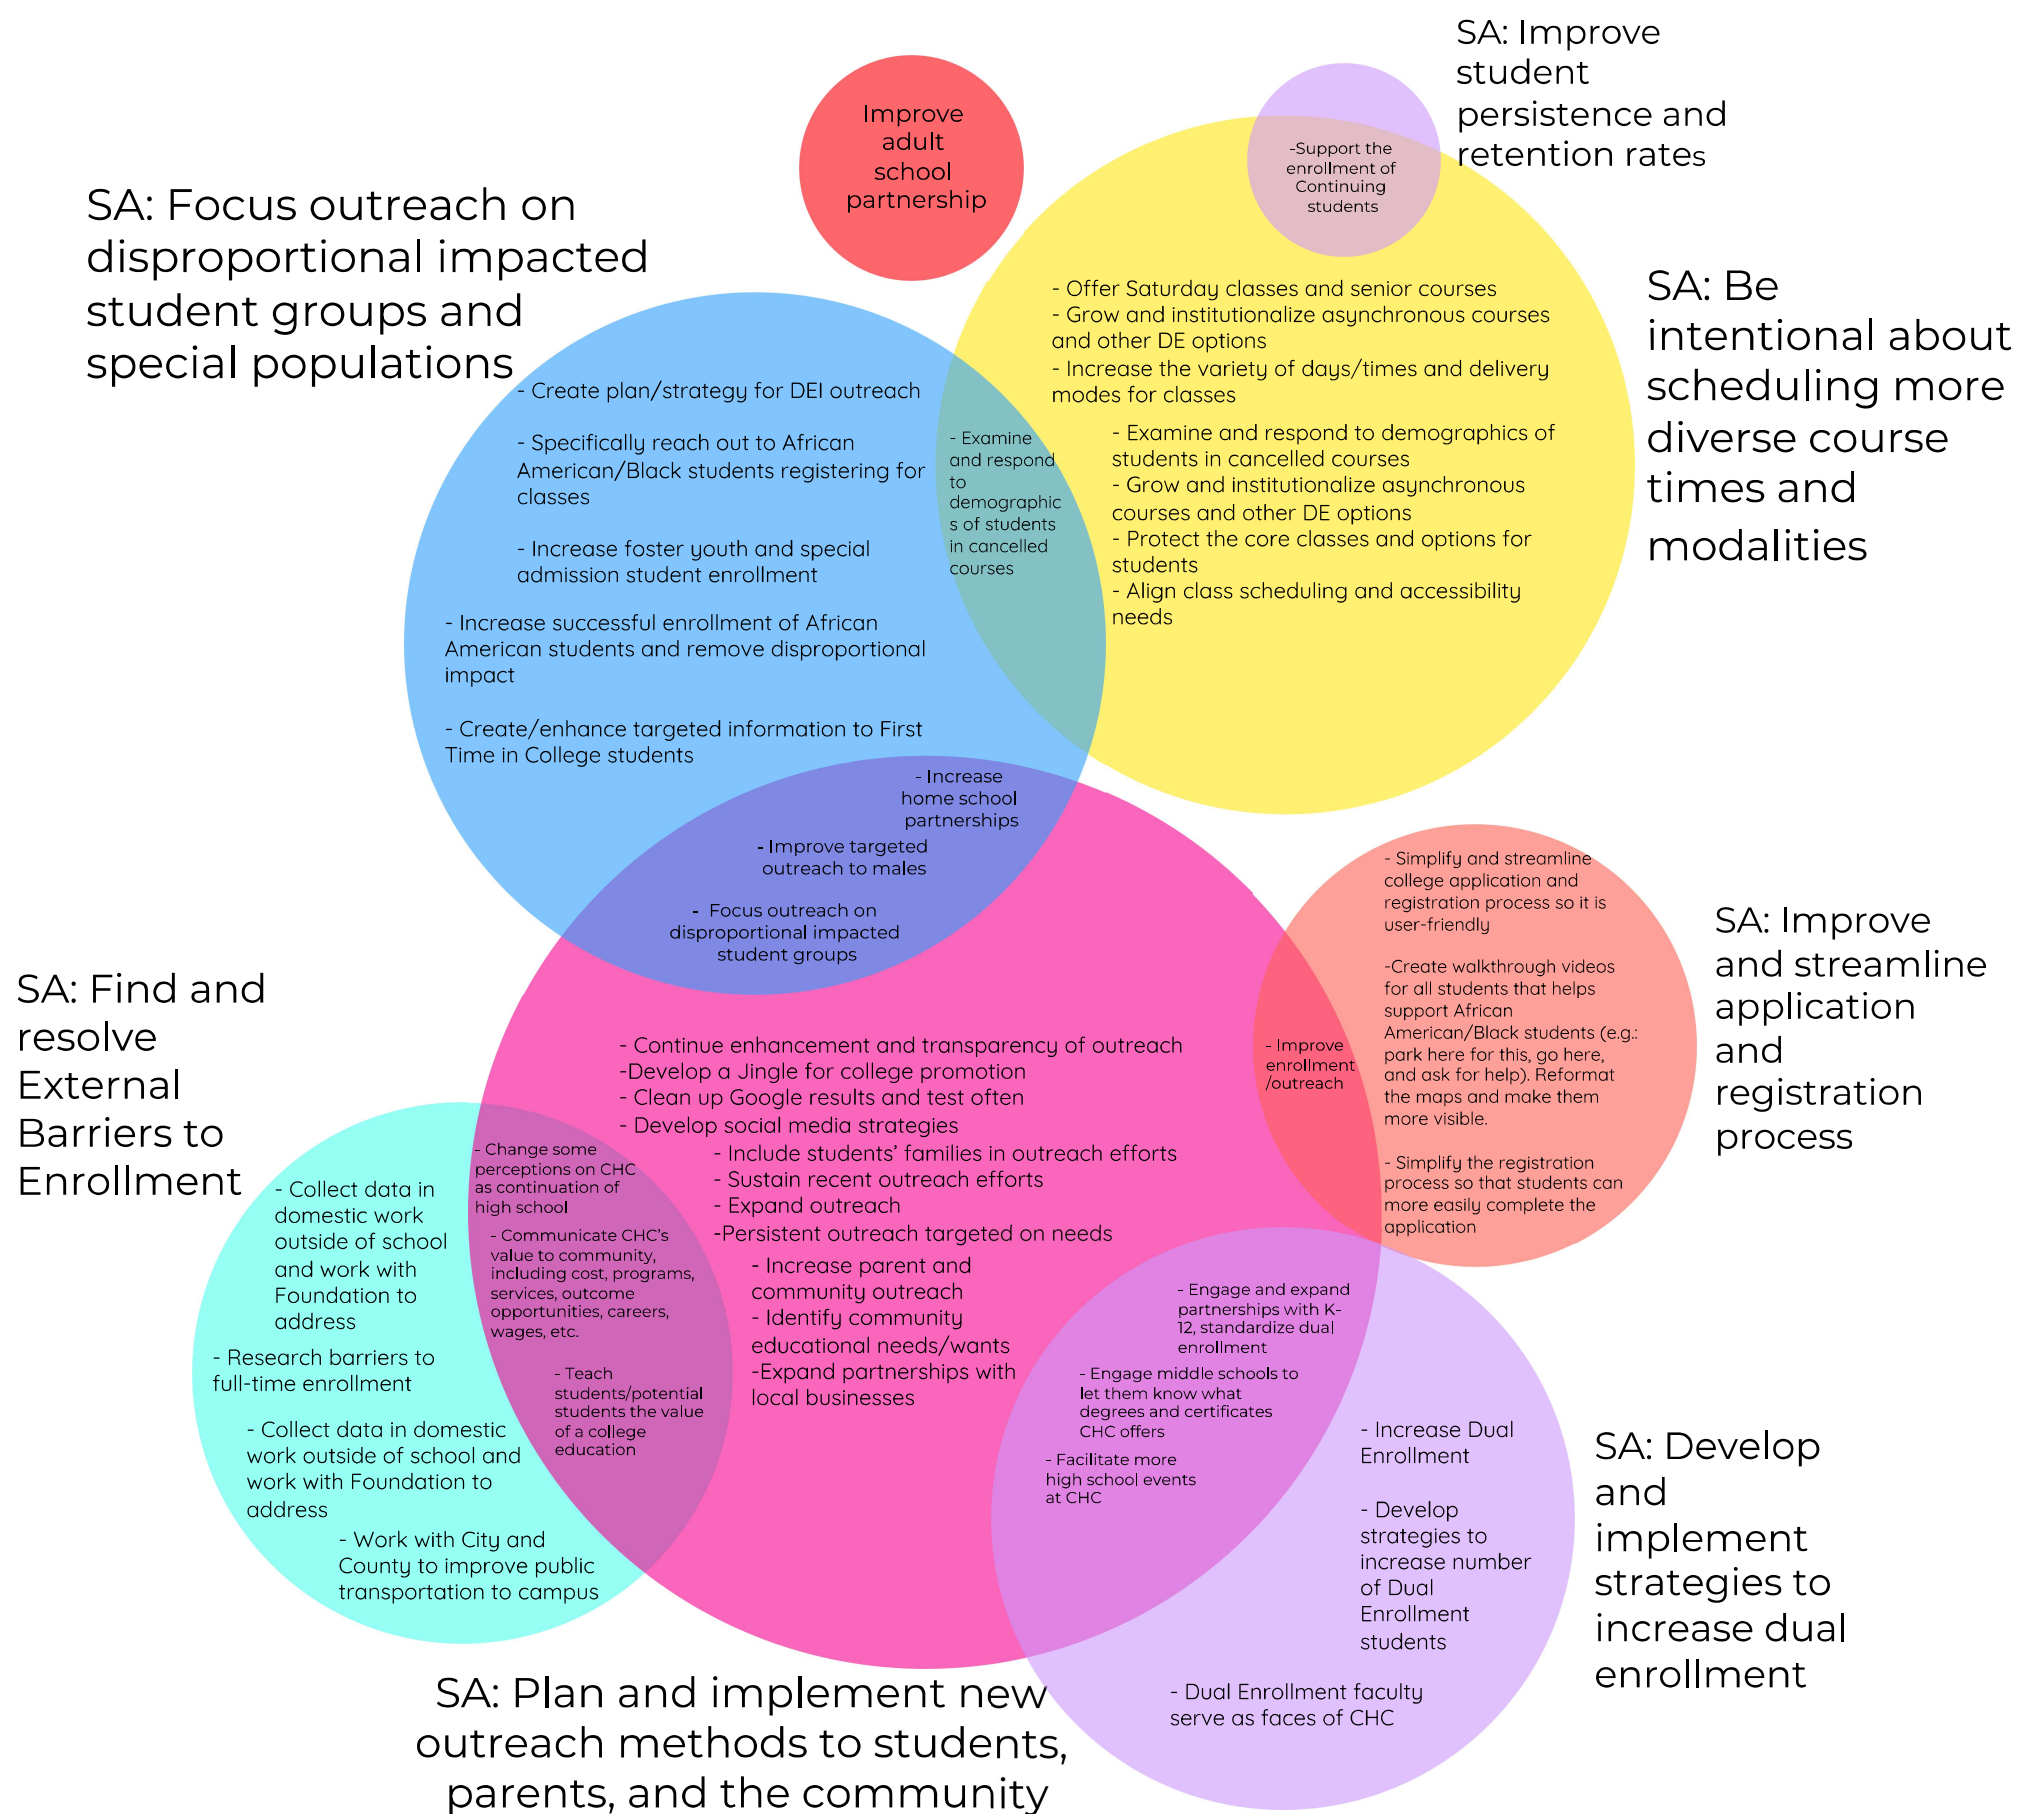 SA: Improve
student
persistence and
retention rates
Improve
adult
school
partnership
-Support the
enrollment of
Continuing
students
SA: Focus outreach on
disproportional impacted
student groups and
special populations
SA: Be
intentional about
scheduling more
diverse course
times and
modalities
- Offer Saturday classes and senior courses
- Grow and institutionalize asynchronous courses
and other DE options
- Increase the variety of days/times and delivery
modes for classes
- Examine and respond to demographics of
students in cancelled courses
- Grow and institutionalize asynchronous
courses and other DE options
- Protect the core classes and options for
students
- Align class scheduling and accessibility
needs
- Examine
and respond
to
demographic
s of students
in cancelled
courses
- Create plan/strategy for DEI outreach
- Specifically reach out to African
American/Black students registering for
classes
- Increase foster youth and special
admission student enrollment
- Increase successful enrollment of African
American students and remove disproportional
impact
- Create/enhance targeted information to First
Time in College students
- Increase
home school
partnerships
- Improve targeted
outreach to males
- Focus outreach on
disproportional impacted
student groups
- Simplify and streamline
college application and
registration process so it is
user-friendly
-Create walkthrough videos
for all students that helps
support African
American/Black students (e.g.:
park here for this, go here,
and ask for help). Reformat
the maps and make them
more visible.
- Simplify the registration
process so that students can
more easily complete the
application
SA: Improve
and streamline
application
and
registration
process
- Improve
enrollment
/outreach
SA: Find and
resolve
External
Barriers to
Enrollment
- Continue enhancement and transparency of outreach
-Develop a Jingle for college promotion
- Clean up Google results and test often
- Develop social media strategies
- Include students' families in outreach efforts
- Sustain recent outreach efforts
- Expand outreach
-Persistent outreach targeted on needs
- Increase parent and
community outreach
- Identify community
educational needs/wants
-Expand partnerships with
local businesses
- Change some
perceptions on CHC
as continuation of
high school
- Communicate CHC's
value to community,
including cost, programs,
services, outcome
opportunities, careers,
wages, etc.
- Teach
students/potential
students the value
of a college
education
- Collect data in
domestic work
outside of school
and work with
Foundation to
address
- Research barriers to
full-time enrollment
- Collect data in domestic
work outside of school and
work with Foundation to
address
- Work with City and
County to improve public
transportation to campus
- Engage and expand
partnerships with K-
12, standardize dual
enrollment
- Engage middle schools to
let them know what
degrees and certificates
CHC offers
- Facilitate more
high school events
at CHC
- Increase Dual
Enrollment
- Develop
strategies to
increase number
of Dual
Enrollment
students
- Dual Enrollment faculty
serve as faces of CHC
SA: Develop
and
implement
strategies to
increase dual
enrollment
SA: Plan and implement new
outreach methods to students,
parents, and the community